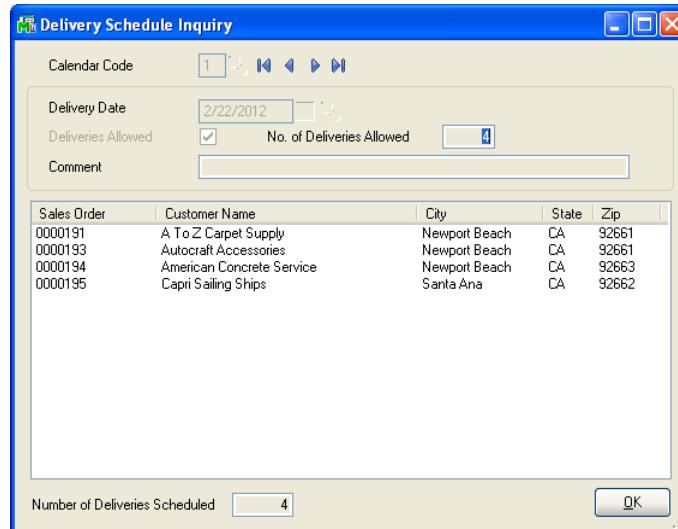 Delivery Schedule Inquiry
Calendar Code 1
Delivery Date 2/22/2012
Deliveries Allowed No. of Deliveries Allowed 4
Comment
Sales Order Customer Name City State Zip
0000191 A To Z Carpet Supply Newport Beach CA 92661
0000193 Autocraft Accessories Newport Beach CA 92661
0000194 American Concrete Service Newport Beach CA 92663
0000195 Capri Sailing Ships Santa Ana CA 92662
Number of Deliveries Scheduled 4 OK